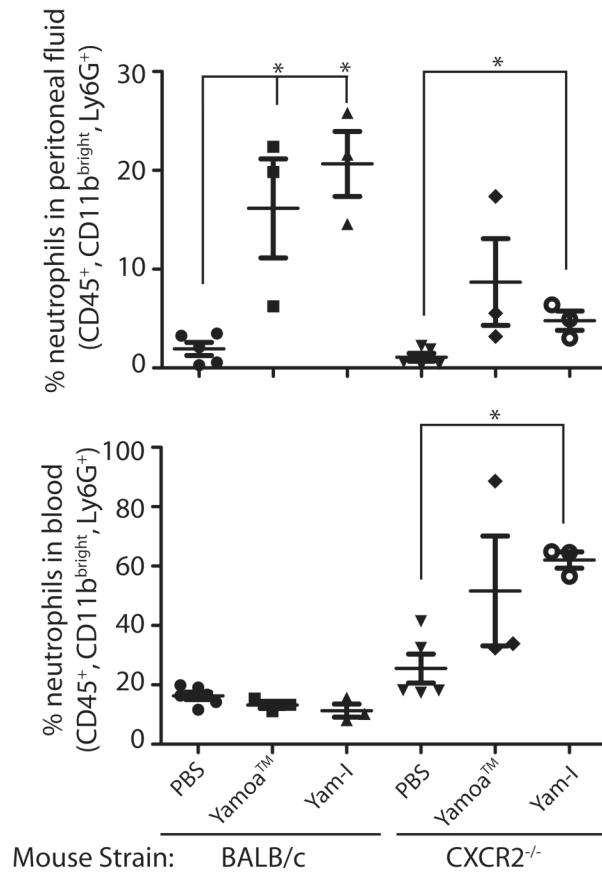 % neutrophils in peritoneal fluid
(CD45⁺, CD11bᵇʳⁱᵍʰᵗ, Ly6G⁺)
30
20
10
0
*
*
*
% neutrophils in blood
(CD45⁺, CD11bᵇʳⁱᵍʰᵗ, Ly6G⁺)
100
80
60
40
20
0
*
PBS
Yamoa™
Yam-I
PBS
Yamoa™
Yam-I
Mouse Strain: BALB/c CXCR2⁻/⁻